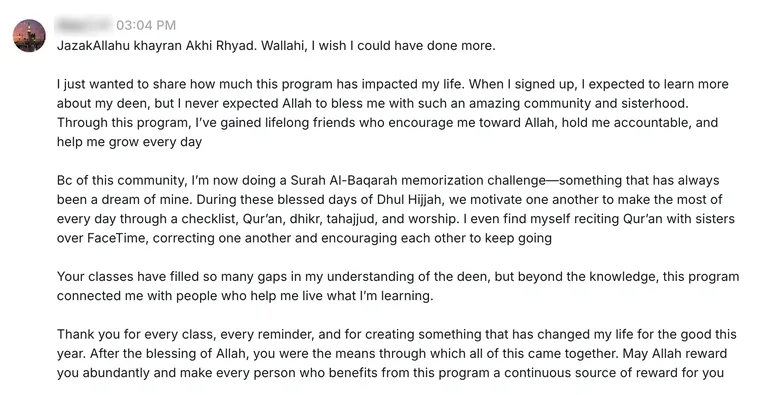 03:04 PM
JazakAllahu khayran Akhi Rhyad. Wallahi, I wish I could have done more.
I just wanted to share how much this program has impacted my life. When I signed up, I expected to learn more
about my deen, but I never expected Allah to bless me with such an amazing community and sisterhood.
Through this program, I’ve gained lifelong friends who encourage me toward Allah, hold me accountable, and
help me grow every day
Bc of this community, I’m now doing a Surah Al-Baqarah memorization challenge—something that has always
been a dream of mine. During these blessed days of Dhul Hijjah, we motivate one another to make the most of
every day through a checklist, Qur’an, dhikr, tahajjud, and worship. I even find myself reciting Qur’an with sisters
over FaceTime, correcting one another and encouraging each other to keep going
Your classes have filled so many gaps in my understanding of the deen, but beyond the knowledge, this program
connected me with people who help me live what I’m learning.
Thank you for every class, every reminder, and for creating something that has changed my life for the good this
year. After the blessing of Allah, you were the means through which all of this came together. May Allah reward
you abundantly and make every person who benefits from this program a continuous source of reward for you